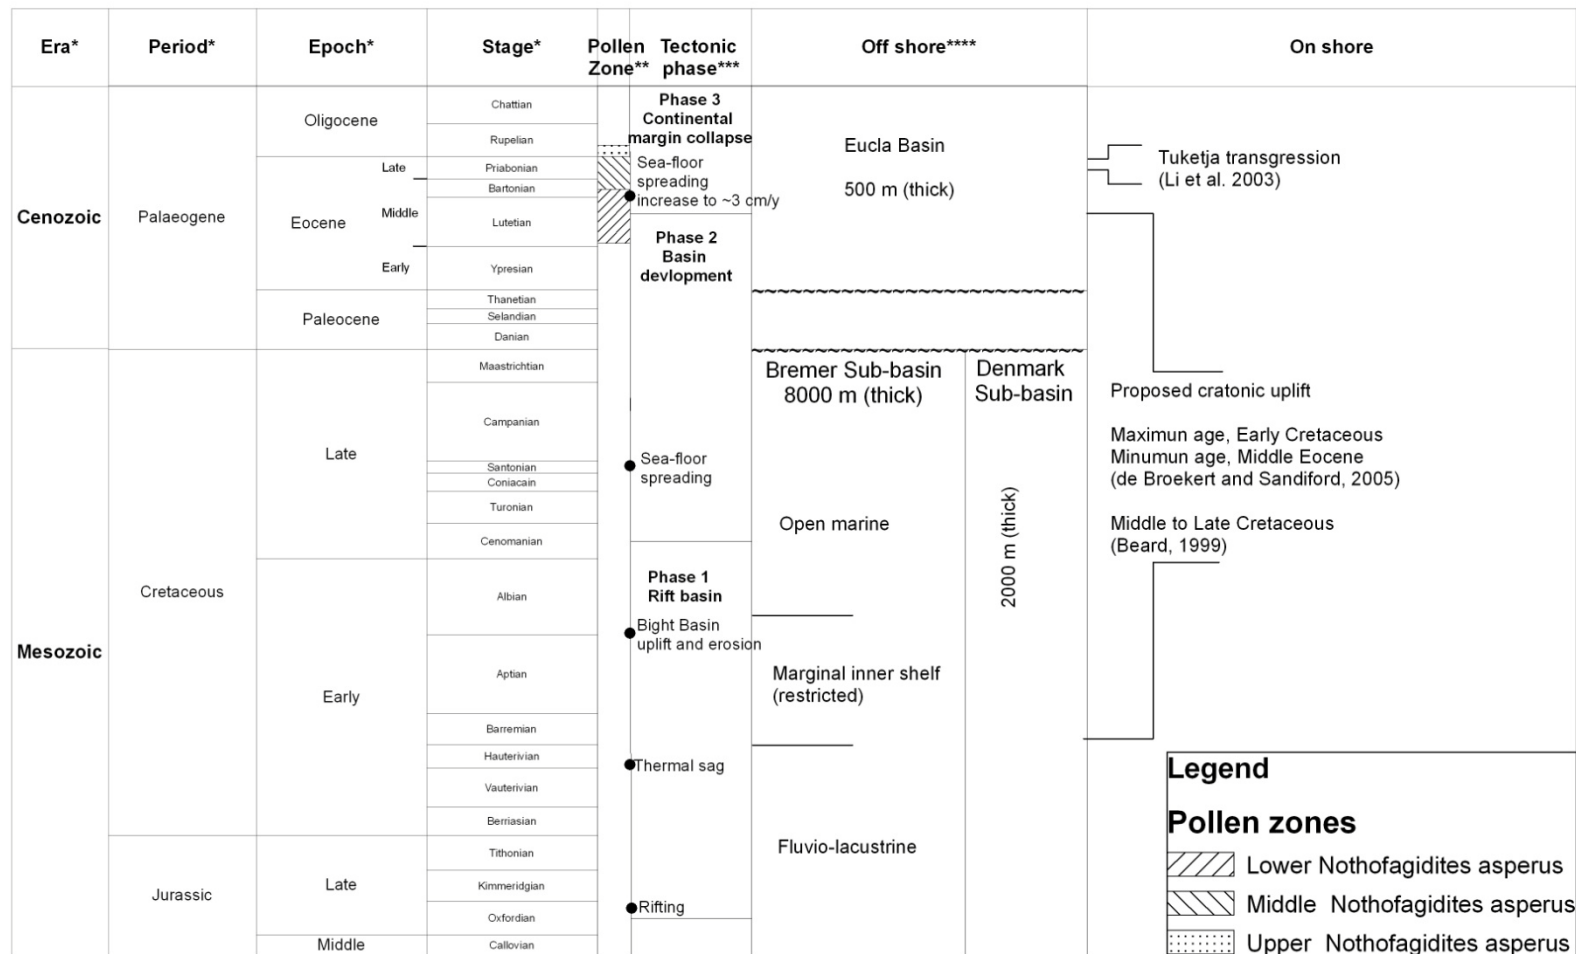 Era*
Period*
Epoch*
Stage*
Pollen
Zone**
Tectonic
phase***
Off shore****
On shore
Cenozoic
Mesozoic
Palaeogene
Cretaceous
Jurassic
Oligocene
Eocene
Late
Middle
Early
Paleocene
Late
Early
Late
Middle
Chattian
Rupelian
Priabonian
Bartonian
Lutetian
Ypresian
Thanetian
Selandian
Danian
Maastrichtian
Campanian
Santonian
Coniacain
Turonian
Cenomanian
Albian
Aptian
Barremian
Hauterivian
Vauterivian
Berriasian
Tithonian
Kimmeridgian
Oxfordian
Callovian
Phase 3
Continental
margin collapse
Sea-floor
spreading
increase to ~3 cm/y
Phase 2
Basin
devlopment
Sea-floor
spreading
Phase 1
Rift basin
Bight Basin
uplift and erosion
Thermal sag
Rifting
Eucla Basin
500 m (thick)
Bremer Sub-basin
8000 m (thick)
Denmark
Sub-basin
Open marine
2000 m (thick)
Marginal inner shelf
(restricted)
Fluvio-lacustrine
Tuketja transgression
(Li et al. 2003)
Proposed cratonic uplift
Maximun age, Early Cretaceous
Minumun age, Middle Eocene
(de Broekert and Sandiford, 2005)
Middle to Late Cretaceous
(Beard, 1999)
Legend
Pollen zones
Lower Nothofagidites asperus
Middle Nothofagidites asperus
Upper Nothofagidites asperus